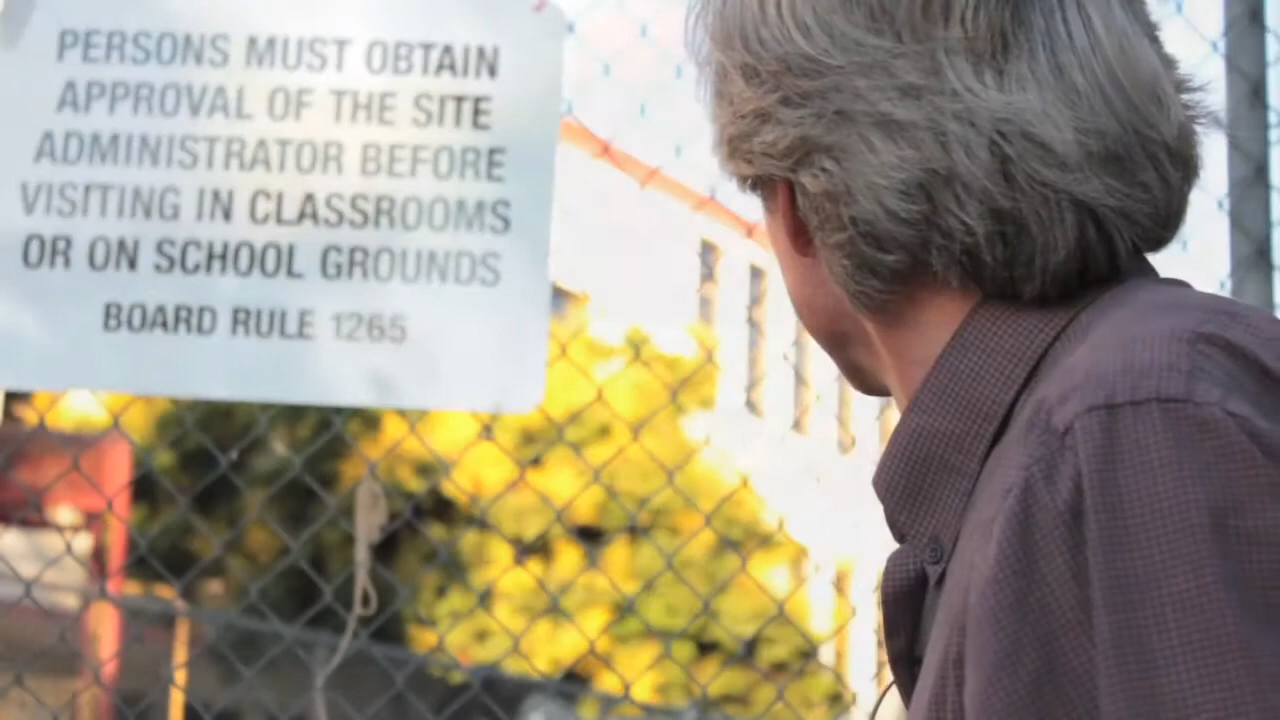 PERSONS MUST OBTAIN
APPROVAL OF THE SITE
ADMINISTRATOR BEFORE
VISITING IN CLASSROOMS
OR ON SCHOOL GROUNDS
BOARD RULE 1265